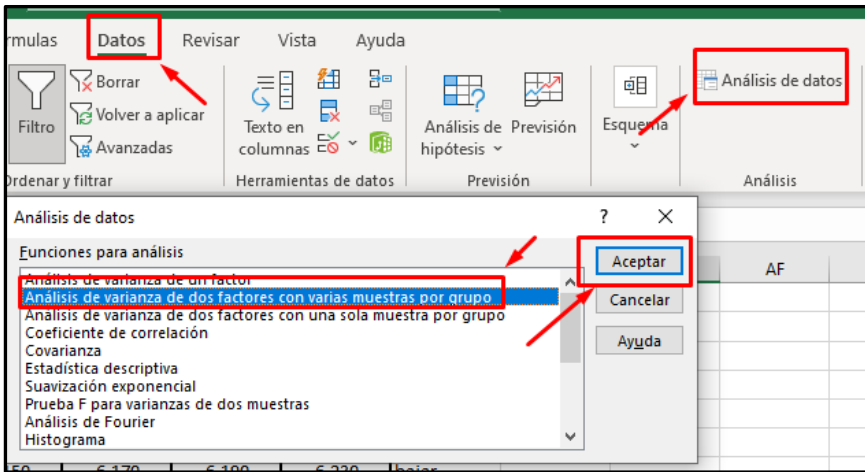 rmulas Datos Revisar Vista Ayuda
Filtro
Borrar
Volver a aplicar
Avanzadas
Ordenar y filtrar
Texto en
columnas
Herramientas de datos
Análisis de
hipótesis
Previsión
Previsión
Esquema
Análisis de datos
Análisis
Análisis de datos ? X
Funciones para análisis
Análisis de varianza de un factor
Análisis de varianza de dos factores con varias muestras por grupo
Análisis de varianza de dos factores con una sola muestra por grupo
Coeficiente de correlación
Covarianza
Estadística descriptiva
Suavización exponencial
Prueba F para varianzas de dos muestras
Análisis de Fourier
Histograma
Aceptar
Cancelar
Ayuda
AF